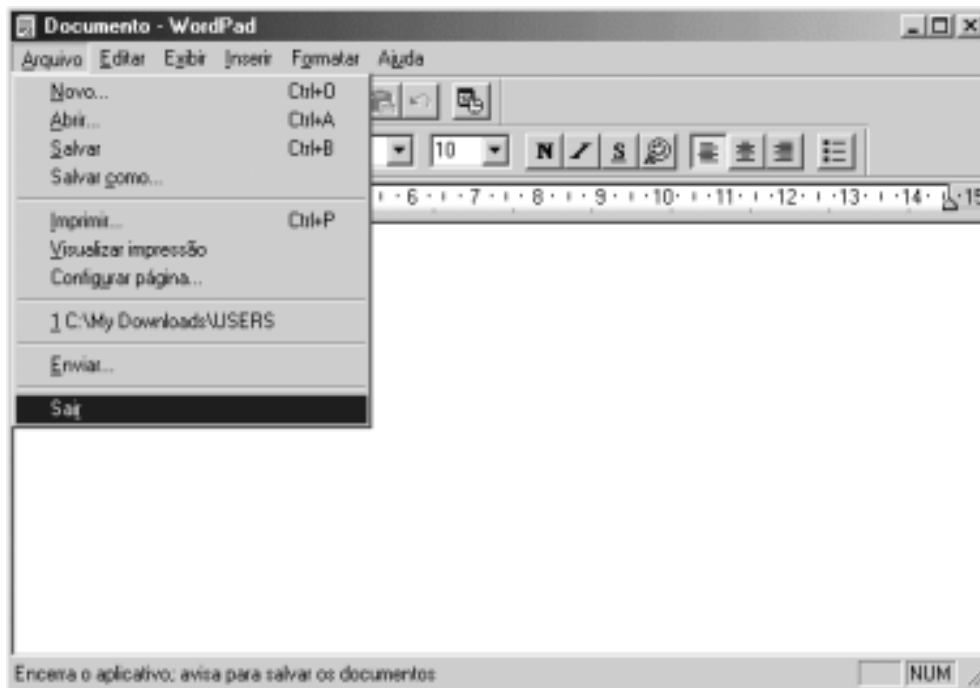 Documento - WordPad
Arquivo Editar Exibir Inserir Formatar Ajuda
Novo... Ctrl+O
Abrir... Ctrl+A
Salvar Ctrl+B
Salvar como...
10 N I S
6 7 8 9 10 11 12 13 14 15
Imprimir... Ctrl+P
Visualizar impressão
Configurar página...
1 C:\My Downloads\USERS
Enviar...
Sair
Encerra o aplicativo; avisa para salvar os documentos NUM